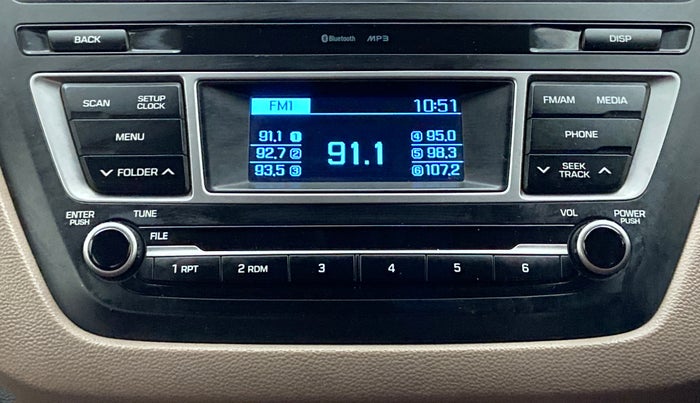 BACK
Bluetooth MP3
DISP
SCAN SETUP CLOCK
FM1 10:51
FM/AM MEDIA
MENU
91.1 1 91.1 4 95.0
PHONE
92.7 2 5 98.3
FOLDER
93.5 3 6 107.2
SEEK TRACK
ENTER PUSH TUNE
VOL POWER PUSH
FILE
1 RPT 2 RDM 3 4 5 6